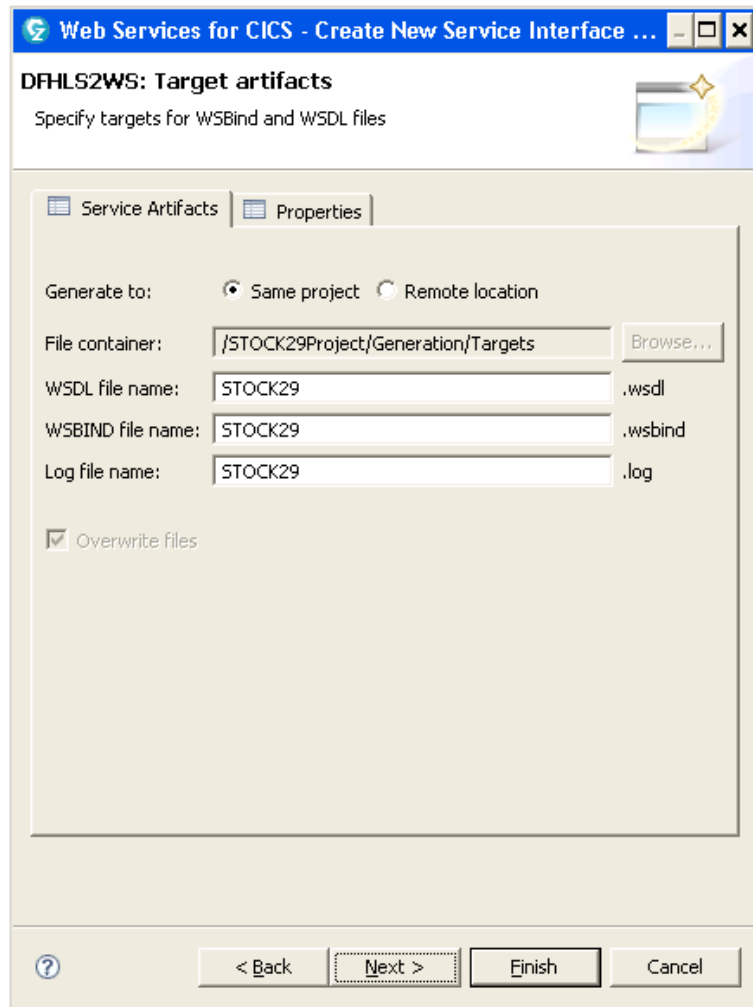 Web Services for CICS - Create New Service Interface ...
DFHLS2WS: Target artifacts
Specify targets for WSBind and WSDL files
Service Artifacts Properties
Generate to: Same project Remote location
File container: /STOCK29Project/Generation/Targets Browse...
WSDL file name: STOCK29 .wsdl
WSBIND file name: STOCK29 .wsbind
Log file name: STOCK29 .log
Overwrite files
? < Back Next > Finish Cancel